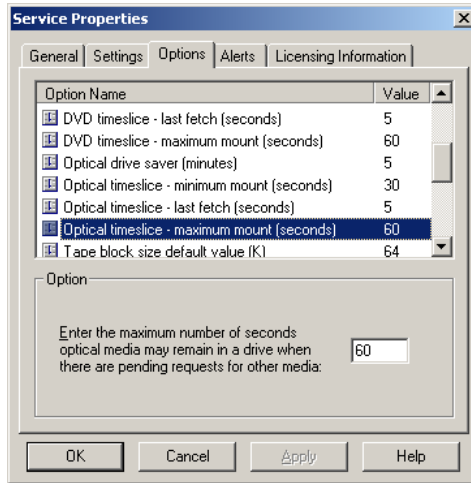 Service Properties
General Settings Options Alerts Licensing Information
Option Name Value
DVD timeslice - last fetch (seconds) 5
DVD timeslice - maximum mount (seconds) 60
Optical drive saver (minutes) 5
Optical timeslice - minimum mount (seconds) 30
Optical timeslice - last fetch (seconds) 5
Optical timeslice - maximum mount (seconds) 60
Tape block size default value (K) 64
Option
Enter the maximum number of seconds
optical media may remain in a drive when
there are pending requests for other media:
60
OK Cancel Apply Help